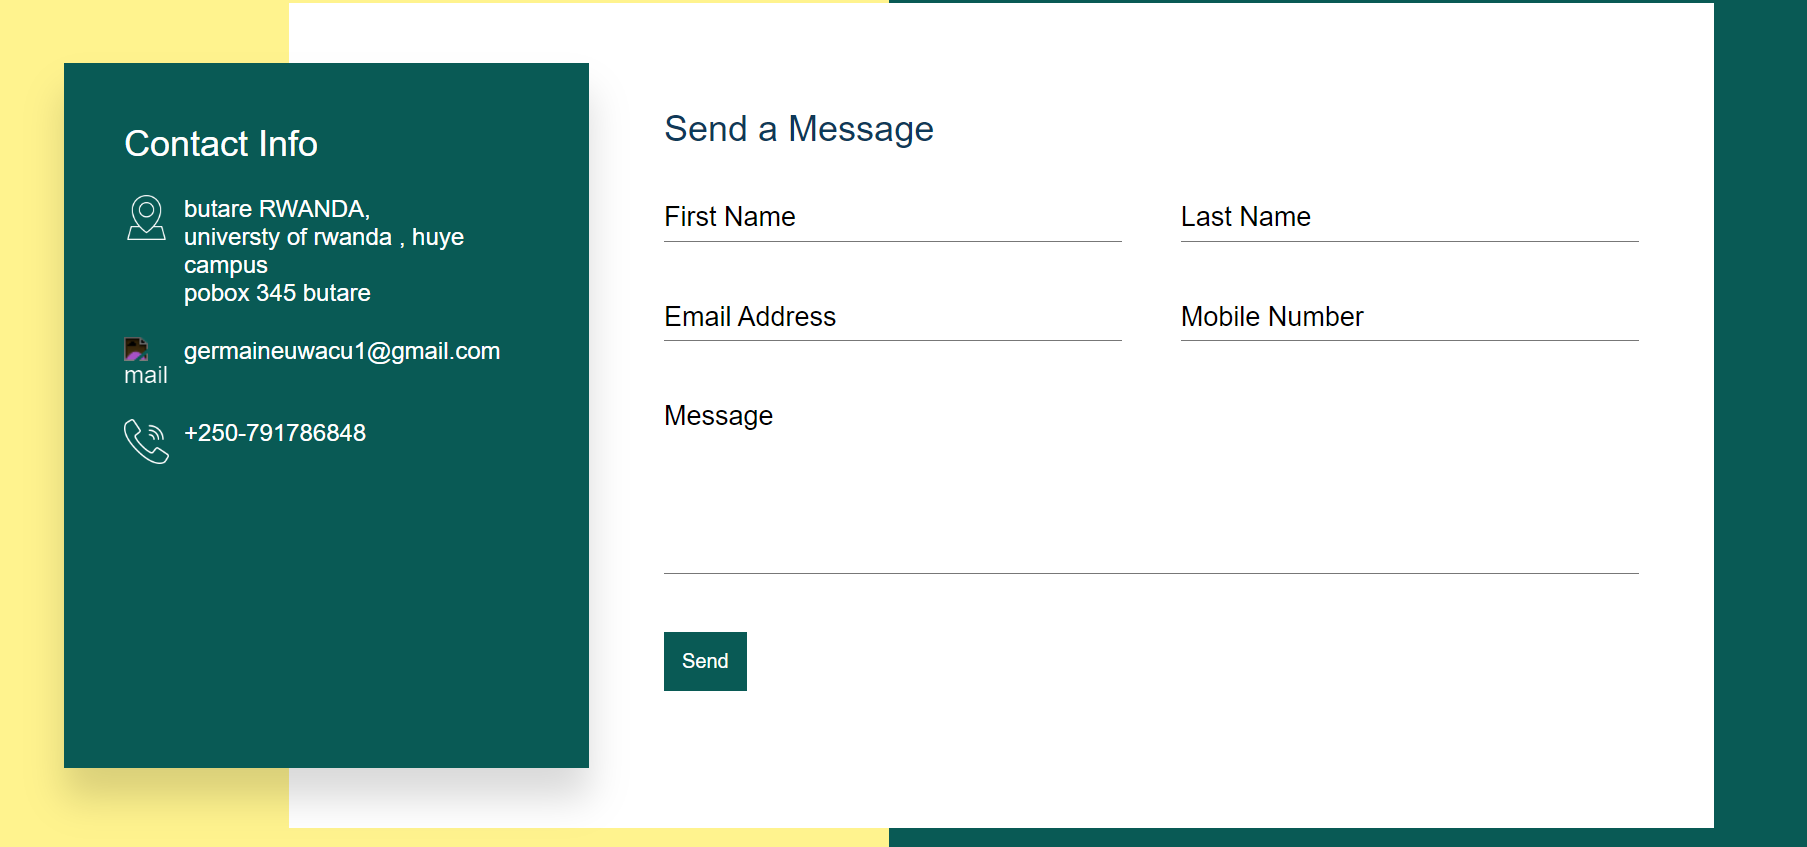 Contact Info
butare RWANDA,
universty of rwanda , huye
campus
pobox 345 butare
mail
germaineuwacu1@gmail.com
+250-791786848
Send a Message
First Name
Last Name
Email Address
Mobile Number
Message
Send